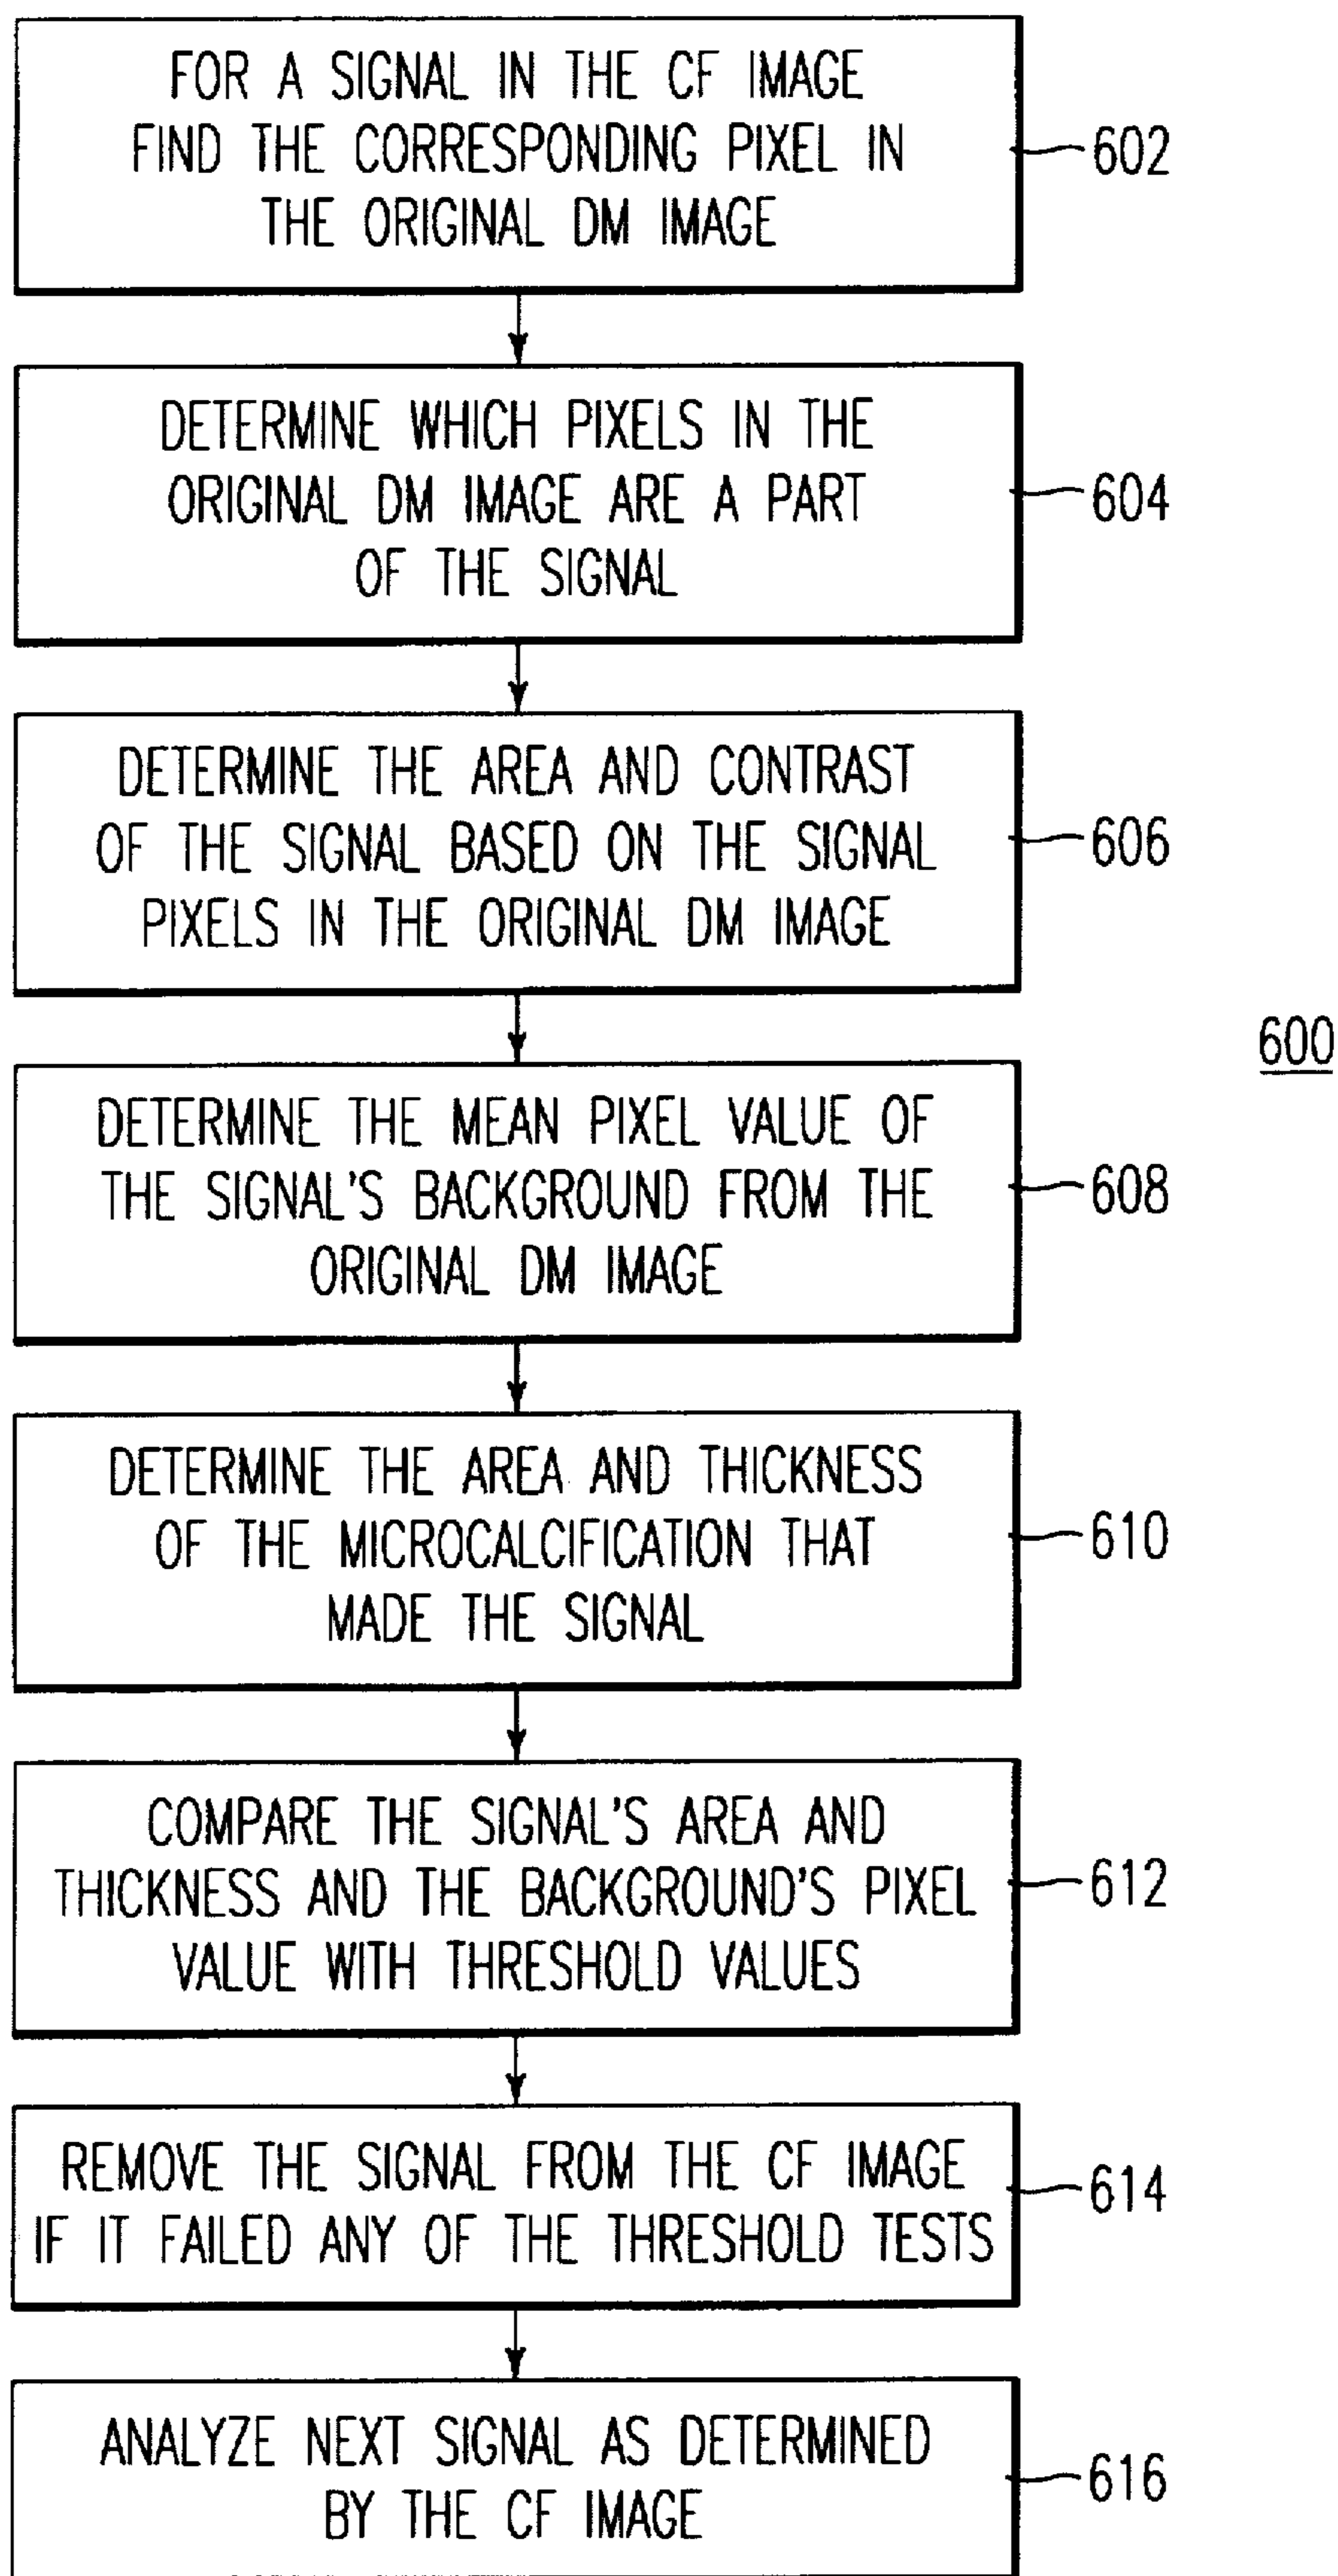 FOR A SIGNAL IN THE CF IMAGE
FIND THE CORRESPONDING PIXEL IN
THE ORIGINAL DM IMAGE
602
DETERMINE WHICH PIXELS IN THE
ORIGINAL DM IMAGE ARE A PART
OF THE SIGNAL
604
DETERMINE THE AREA AND CONTRAST
OF THE SIGNAL BASED ON THE SIGNAL
PIXELS IN THE ORIGINAL DM IMAGE
606
600
DETERMINE THE MEAN PIXEL VALUE OF
THE SIGNAL'S BACKGROUND FROM THE
ORIGINAL DM IMAGE
608
DETERMINE THE AREA AND THICKNESS
OF THE MICROCALCIFICATION THAT
MADE THE SIGNAL
610
COMPARE THE SIGNAL'S AREA AND
THICKNESS AND THE BACKGROUND'S PIXEL
VALUE WITH THRESHOLD VALUES
612
REMOVE THE SIGNAL FROM THE CF IMAGE
IF IT FAILED ANY OF THE THRESHOLD TESTS
614
ANALYZE NEXT SIGNAL AS DETERMINED
BY THE CF IMAGE
616